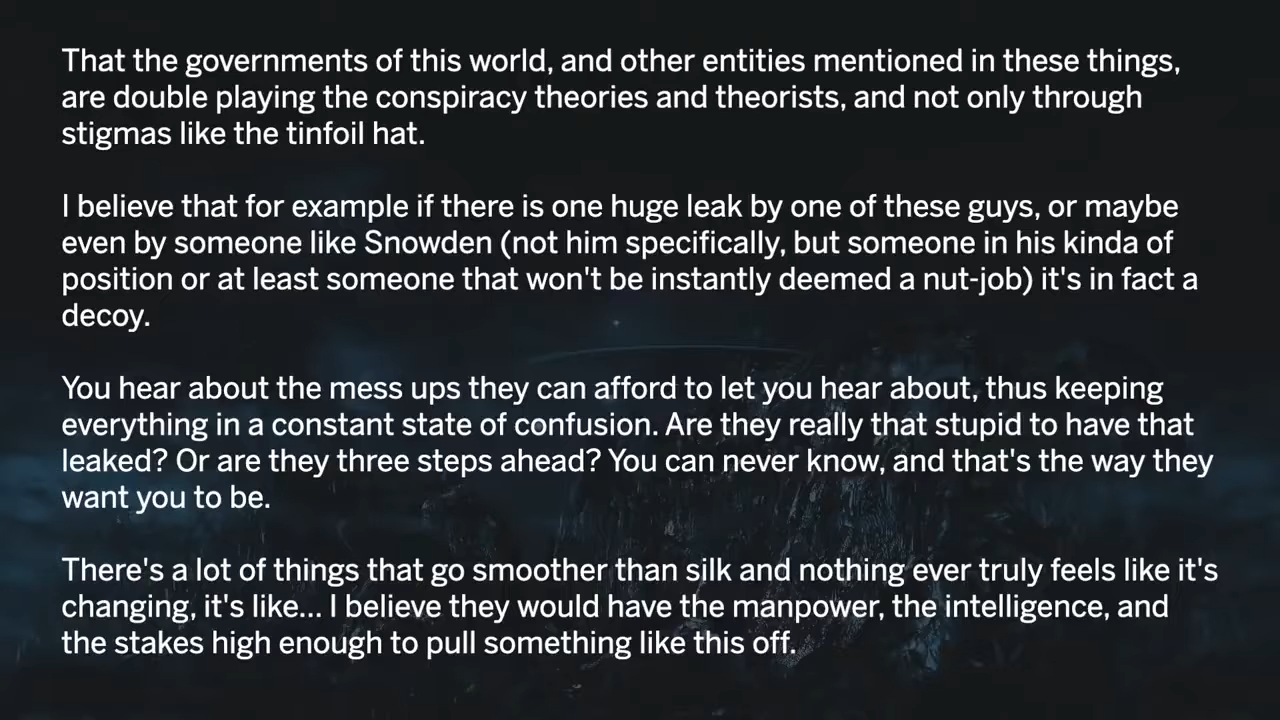 That the governments of this world, and other entities mentioned in these things,
are double playing the conspiracy theories and theorists, and not only through
stigmas like the tinfoil hat.
I believe that for example if there is one huge leak by one of these guys, or maybe
even by someone like Snowden (not him specifically, but someone in his kinda of
position or at least someone that won't be instantly deemed a nut-job) it's in fact a
decoy.
You hear about the mess ups they can afford to let you hear about, thus keeping
everything in a constant state of confusion. Are they really that stupid to have that
leaked? Or are they three steps ahead? You can never know, and that's the way they
want you to be.
There's a lot of things that go smoother than silk and nothing ever truly feels like it's
changing, it's like... I believe they would have the manpower, the intelligence, and
the stakes high enough to pull something like this off.